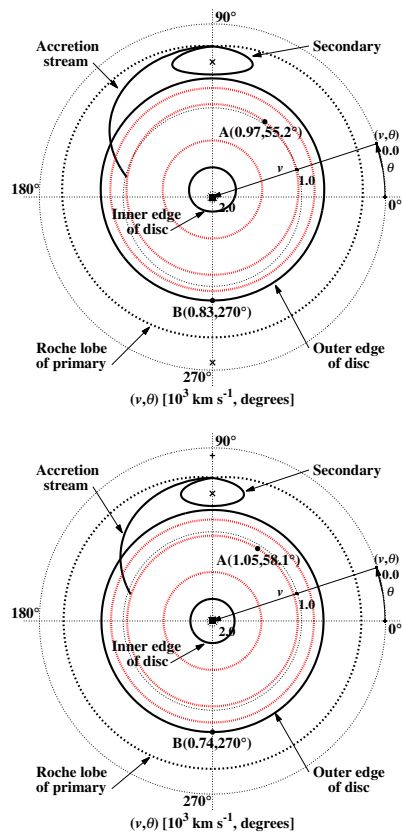 90°
Accretion
stream
Secondary
A(0.97,55.2°)
(v,θ)
0.0
v
θ
1.0
180°
2.0
0°
Inner edge
of disc
B(0.83,270°)
Roche lobe
of primary
Outer edge
of disc
270°
(v,θ) [10³ km s⁻¹, degrees]
90°
Accretion
stream
Secondary
A(1.05,58.1°)
(v,θ)
0.0
v
θ
1.0
180°
2.0
0°
Inner edge
of disc
B(0.74,270°)
Roche lobe
of primary
Outer edge
of disc
270°
(v,θ) [10³ km s⁻¹, degrees]